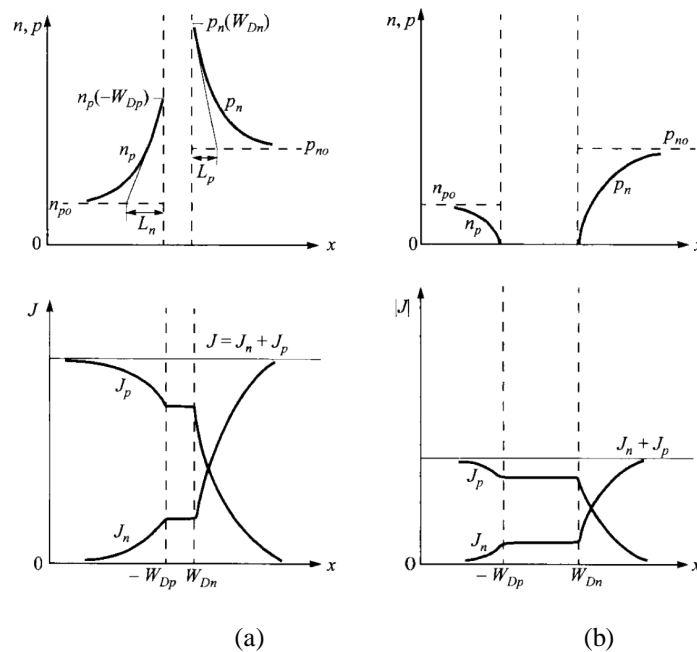 n, p
p_n(W_Dn)
n_p(−W_Dp)
n_p
p_n
p_no
L_p
n_po
L_n
0
x
n, p
p_no
n_po
p_n
n_p
0
x
J
J = J_n + J_p
J_p
J_n
0
− W_Dp
W_Dn
x
|J|
J_n + J_p
J_p
J_n
0
− W_Dp
W_Dn
x
(a)
(b)